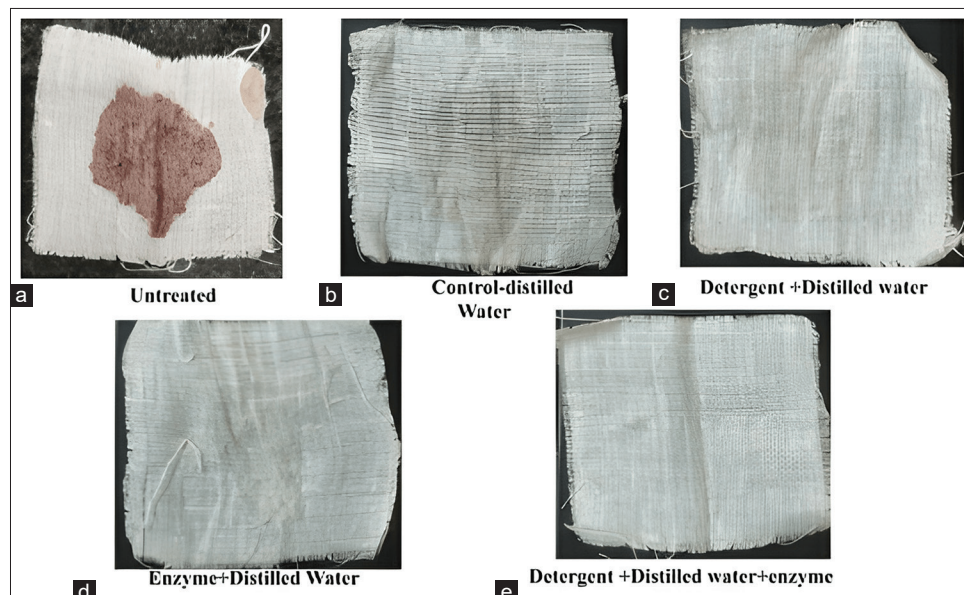 a
Untreated
b
Control-distilled
Water
c
Detergent +Distilled water
d
Enzyme+Distilled Water
e
Detergent +Distilled water+enzyme